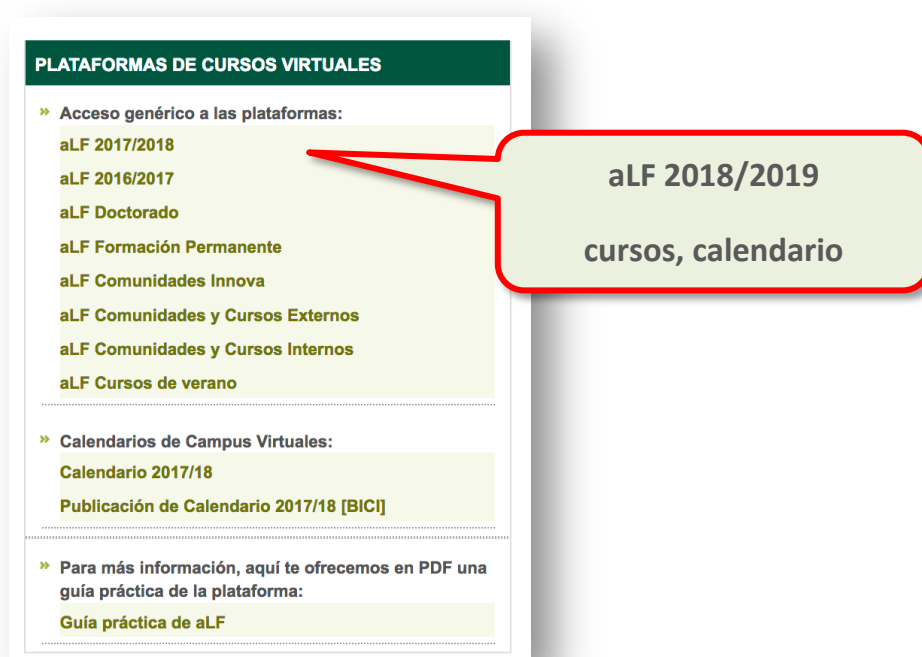 PLATAFORMAS DE CURSOS VIRTUALES
» Acceso genérico a las plataformas:
aLF 2017/2018
aLF 2016/2017
aLF Doctorado
aLF Formación Permanente
aLF Comunidades Innova
aLF Comunidades y Cursos Externos
aLF Comunidades y Cursos Internos
aLF Cursos de verano
» Calendarios de Campus Virtuales:
Calendario 2017/18
Publicación de Calendario 2017/18 [BICI]
» Para más información, aquí te ofrecemos en PDF una
guía práctica de la plataforma:
Guía práctica de aLF
aLF 2018/2019
cursos, calendario